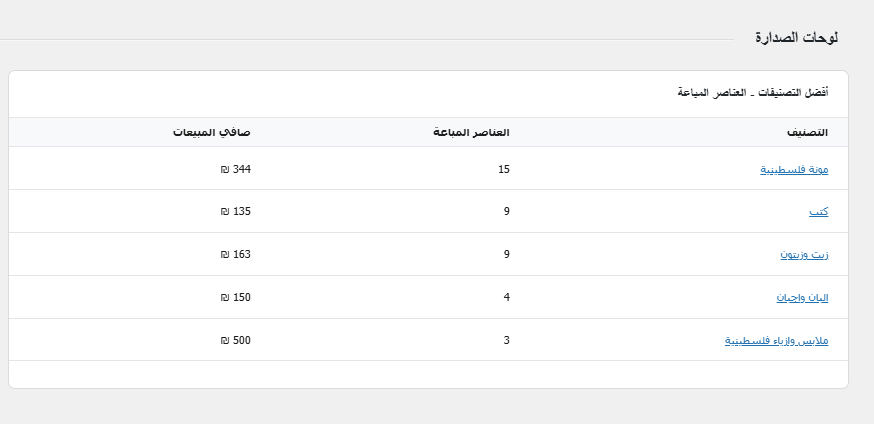 لوحات الصدارة
أفضل التصنيفات - العناصر المباعة
التصنيف العناصر المباعة صافي المبيعات
مونة فلسطينية 15 344 ₪
كتب 9 135 ₪
زيت وزيتون 9 163 ₪
البان واجبان 4 150 ₪
ملابس وازياء فلسطينية 3 500 ₪